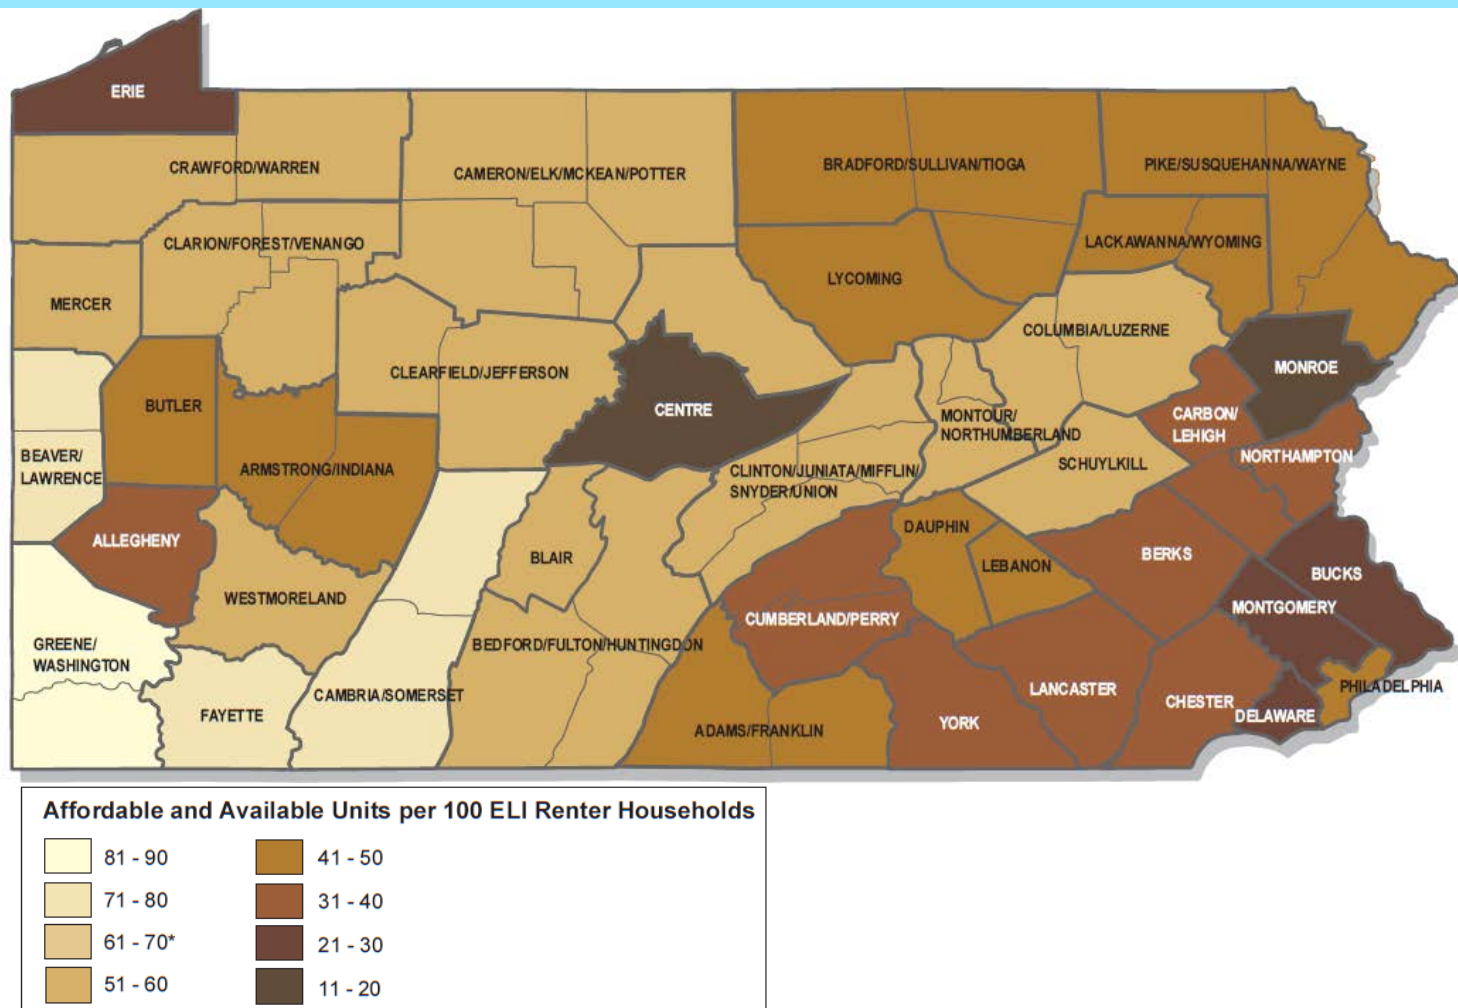 ERIE
CRAWFORD/WARREN
CAMERON/ELK/MCKEAN/POTTER
BRADFORD/SULLIVAN/TIOGA
PIKE/SUSQUEHANNA/WAYNE
CLARION/FOREST/VENANGO
LACKAWANNA/WYOMING
LYCOMING
MERCER
COLUMBIA/LUZERNE
CLEARFIELD/JEFFERSON
MONROE
BUTLER
CENTRE
MONTOUR/
NORTHUMBERLAND
CARBON/
LEHIGH
BEAVER/
LAWRENCE
ARMSTRONG/INDIANA
CLINTON/JUNIATA/MIFFLIN/
SNYDER/UNION
SCHUYLKILL
NORTHAMPTON
ALLEGHENY
DAUPHIN
BLAIR
LEBANON
BERKS
BUCKS
WESTMORELAND
CUMBERLAND/PERRY
MONTGOMERY
GREENE/
WASHINGTON
BEDFORD/FULTON/HUNTINGDON
CAMBRIA/SOMERSET
LANCASTER
PHILADELPHIA
FAYETTE
ADAMS/FRANKLIN
YORK
CHESTER
DELAWARE
Affordable and Available Units per 100 ELI Renter Households
81 - 90
41 - 50
71 - 80
31 - 40
61 - 70*
21 - 30
51 - 60
11 - 20